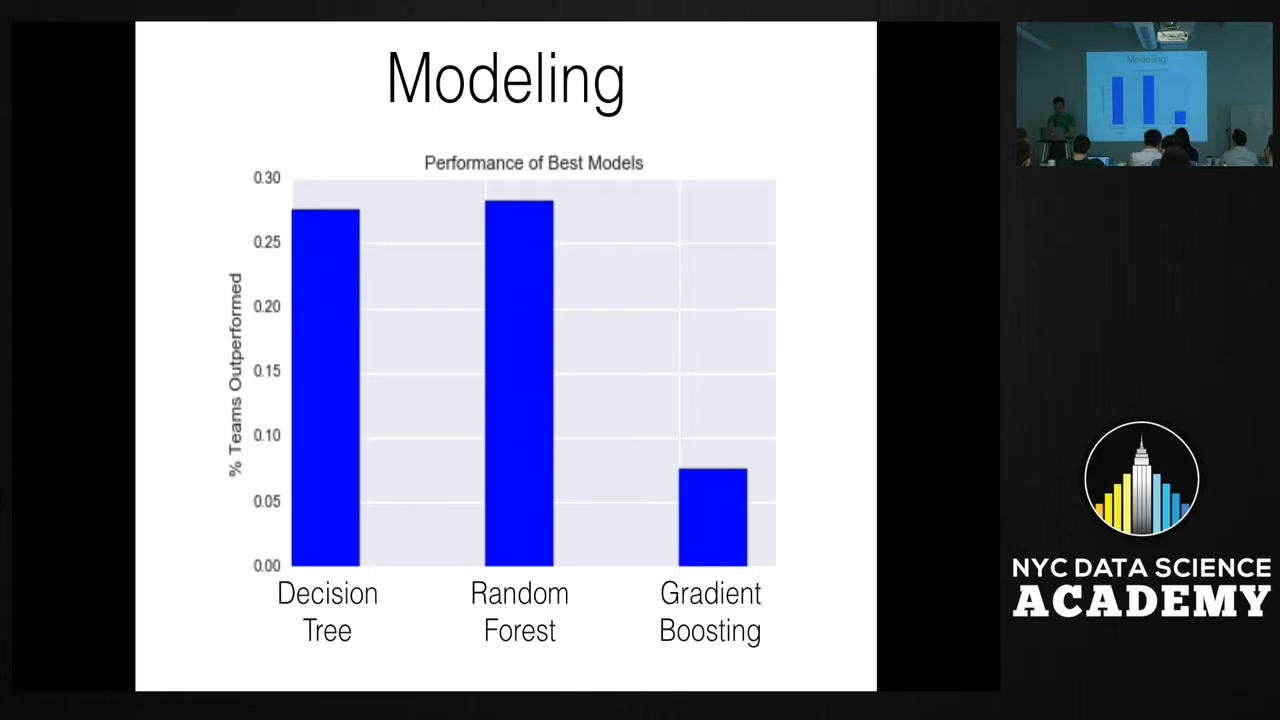 Modeling
Performance of Best Models
% Teams Outperformed
0.30
0.25
0.20
0.15
0.10
0.05
0.00
Decision
Tree
Random
Forest
Gradient
Boosting
Modeling
NYC DATA SCIENCE
ACADEMY